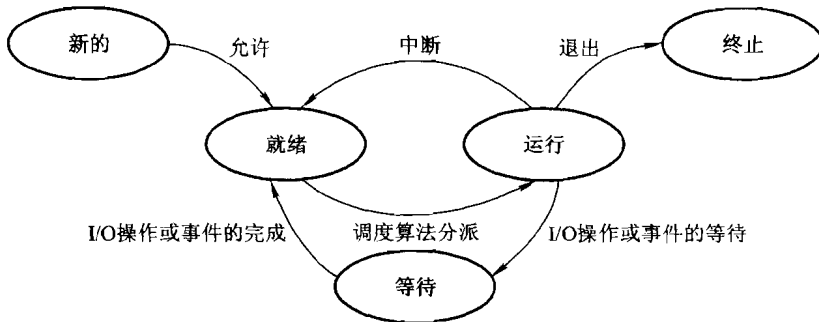 新的
允许
中断
退出
终止
就绪
运行
I/O操作或事件的完成
调度算法分派
I/O操作或事件的等待
等待